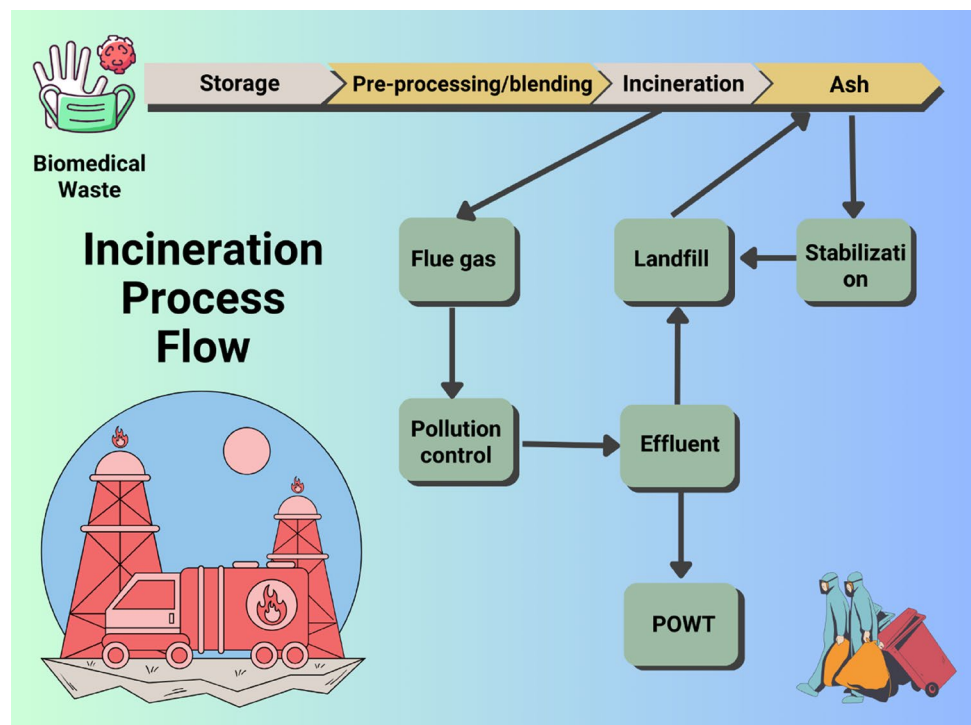 Storage
Pre-processing/blending
Incineration
Ash
Biomedical
Waste
Incineration
Process
Flow
Flue gas
Landfill
Stabilizati
on
Pollution
control
Effluent
POWT